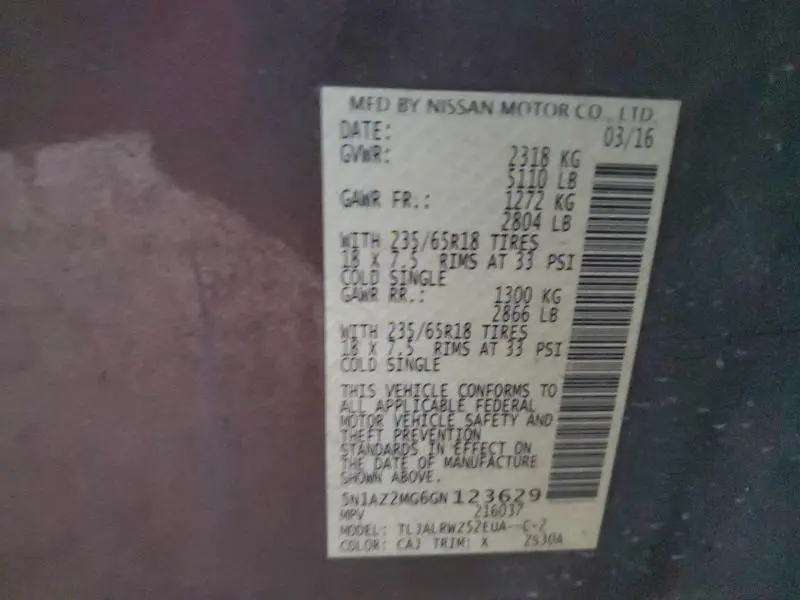 MFD BY NISSAN MOTOR CO., LTD.
DATE: 03/16
GVWR: 2318 KG
5110 LB
GAWR FR.: 1272 KG
2804 LB
WITH 235/65R18 TIRES
18 X 7.5 RIMS AT 33 PSI
COLD SINGLE
GAWR RR.: 1300 KG
2866 LB
WITH 235/65R18 TIRES
18 X 7.5 RIMS AT 33 PSI
COLD SINGLE
THIS VEHICLE CONFORMS TO
ALL APPLICABLE FEDERAL
MOTOR VEHICLE SAFETY AND
THEFT PREVENTION
STANDARDS IN EFFECT ON
THE DATE OF MANUFACTURE
SHOWN ABOVE.
5N1AZ2MG6GN123629
MPV 216037
MODEL: TLJALRWZ52EUA--C-2
COLOR: CAJ TRIM: X